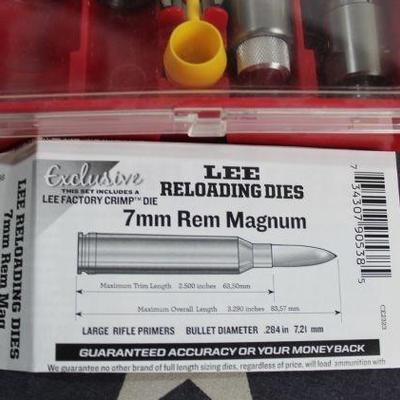 Exclusive
THIS SET INCLUDES A
LEE FACTORY CRIMP™ DIE
LEE
RELOADING DIES
7mm Rem Magnum
Maximum Trim Length 2.500 inches 63,50mm
Maximum Overall Length 3.290 inches 83,57 mm
LARGE RIFLE PRIMERS BULLET DIAMETER .284 in 7,21 mm
GUARANTEED ACCURACY OR YOUR MONEY BACK
We guarantee no other brand of full length sizing dies, regardless of price, will load ammunition with
LEE RELOADING DIES
7mm Rem Mag
7 34307 90538 5
CE2323